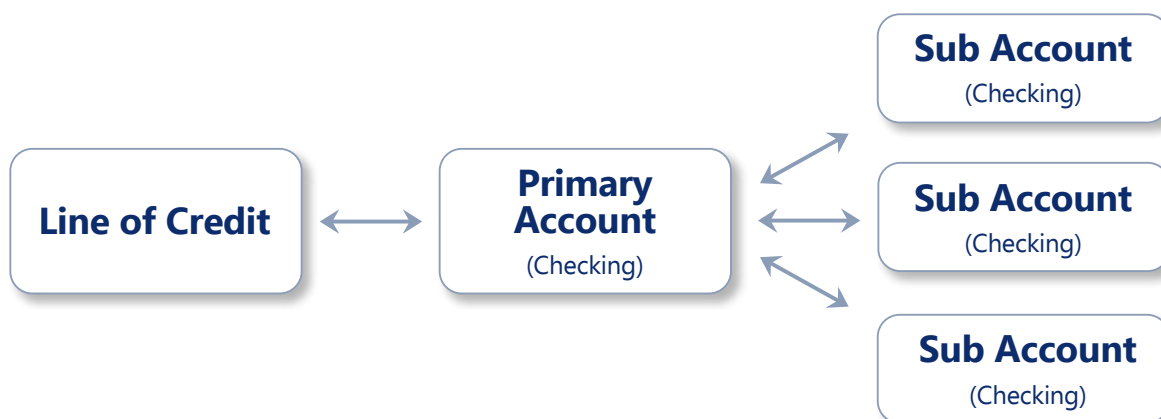 Line of Credit
Primary
Account
(Checking)
Sub Account
(Checking)
Sub Account
(Checking)
Sub Account
(Checking)